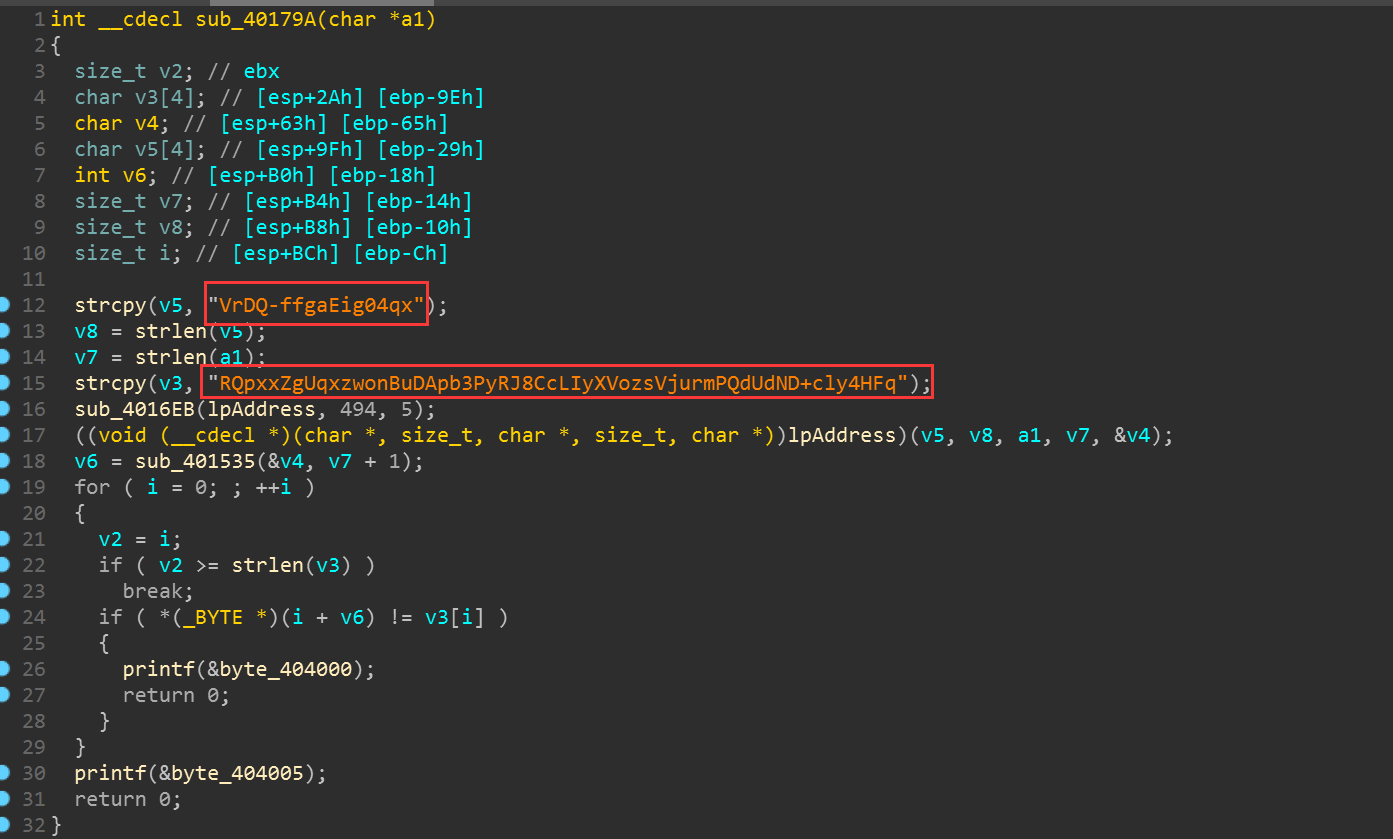 1 int __cdecl sub_40179A(char *a1)
2 {
3   size_t v2; // ebx
4   char v3[4]; // [esp+2Ah] [ebp-9Eh]
5   char v4; // [esp+63h] [ebp-65h]
6   char v5[4]; // [esp+9Fh] [ebp-29h]
7   int v6; // [esp+B0h] [ebp-18h]
8   size_t v7; // [esp+B4h] [ebp-14h]
9   size_t v8; // [esp+B8h] [ebp-10h]
10   size_t i; // [esp+BCh] [ebp-Ch]
11
12   strcpy(v5, "VrDQ-ffgaEig04qx");
13   v8 = strlen(v5);
14   v7 = strlen(a1);
15   strcpy(v3, "RQpxxZgUqxzwonBuDApb3PyRJ8CcLIyXVozsVjurmPQdUdND+cly4HFq");
16   sub_4016EB(lpAddress, 494, 5);
17   ((void (__cdecl *)(char *, size_t, char *, size_t, char *))lpAddress)(v5, v8, a1, v7, &v4);
18   v6 = sub_401535(&v4, v7 + 1);
19   for ( i = 0; ; ++i )
20   {
21     v2 = i;
22     if ( v2 >= strlen(v3) )
23       break;
24     if ( *(_BYTE *)(i + v6) != v3[i] )
25     {
26       printf(&byte_404000);
27       return 0;
28     }
29   }
30   printf(&byte_404005);
31   return 0;
32 }